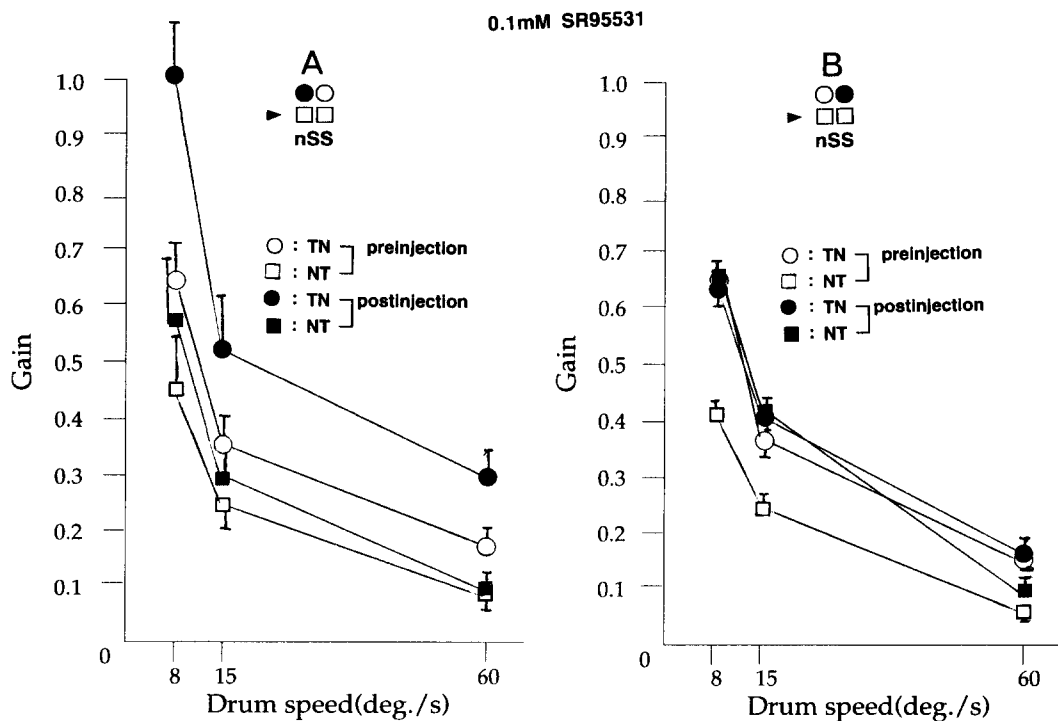 0.1mM SR95531
A
nSS
1.0
0.9
0.8
0.7
0.6
0.5
0.4
0.3
0.2
0.1
0
Gain
: TN
: NT
preinjection
: TN
: NT
postinjection
8
15
60
Drum speed(deg./s)
B
nSS
1.0
0.9
0.8
0.7
0.6
0.5
0.4
0.3
0.2
0.1
0
Gain
: TN
: NT
preinjection
: TN
: NT
postinjection
8
15
60
Drum speed(deg./s)